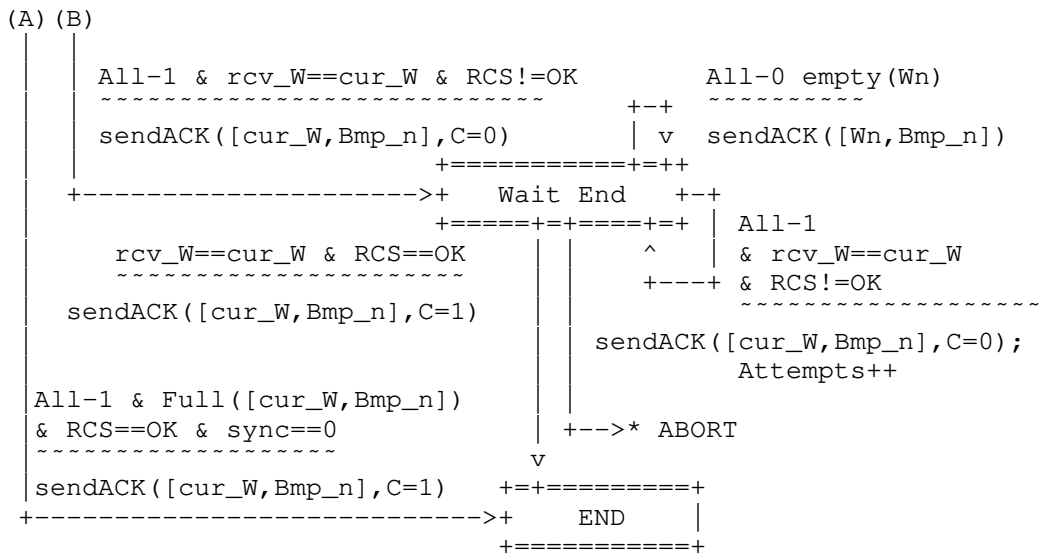 (A)(B)
All-1 & rcv_W==cur_W & RCS!=OK All-0 empty(Wn)
~~~~~~~~~~~~~~~~~~~~~~~~~~~~ +-+ ~~~~~~~~~~
sendACK([cur_W,Bmp_n],C=0) | v sendACK([Wn,Bmp_n])
+===========+=++
+--------------------->+ Wait End +-+
+=====+=+====+=+ | All-1
rcv_W==cur_W & RCS==OK | | ^ | & rcv_W==cur_W
~~~~~~~~~~~~~~~~~~~~~~ | | +---+ & RCS!=OK
~~~~~~~~~~~~~~~~~~~
sendACK([cur_W,Bmp_n],C=1)
sendACK([cur_W,Bmp_n],C=0);
Attempts++
All-1 & Full([cur_W,Bmp_n])
& RCS==OK & sync==0 | +-->* ABORT
~~~~~~~~~~~~~~~~~~~ v
sendACK([cur_W,Bmp_n],C=1) +=+=========+
+---------------------------->+ END |
+===========+